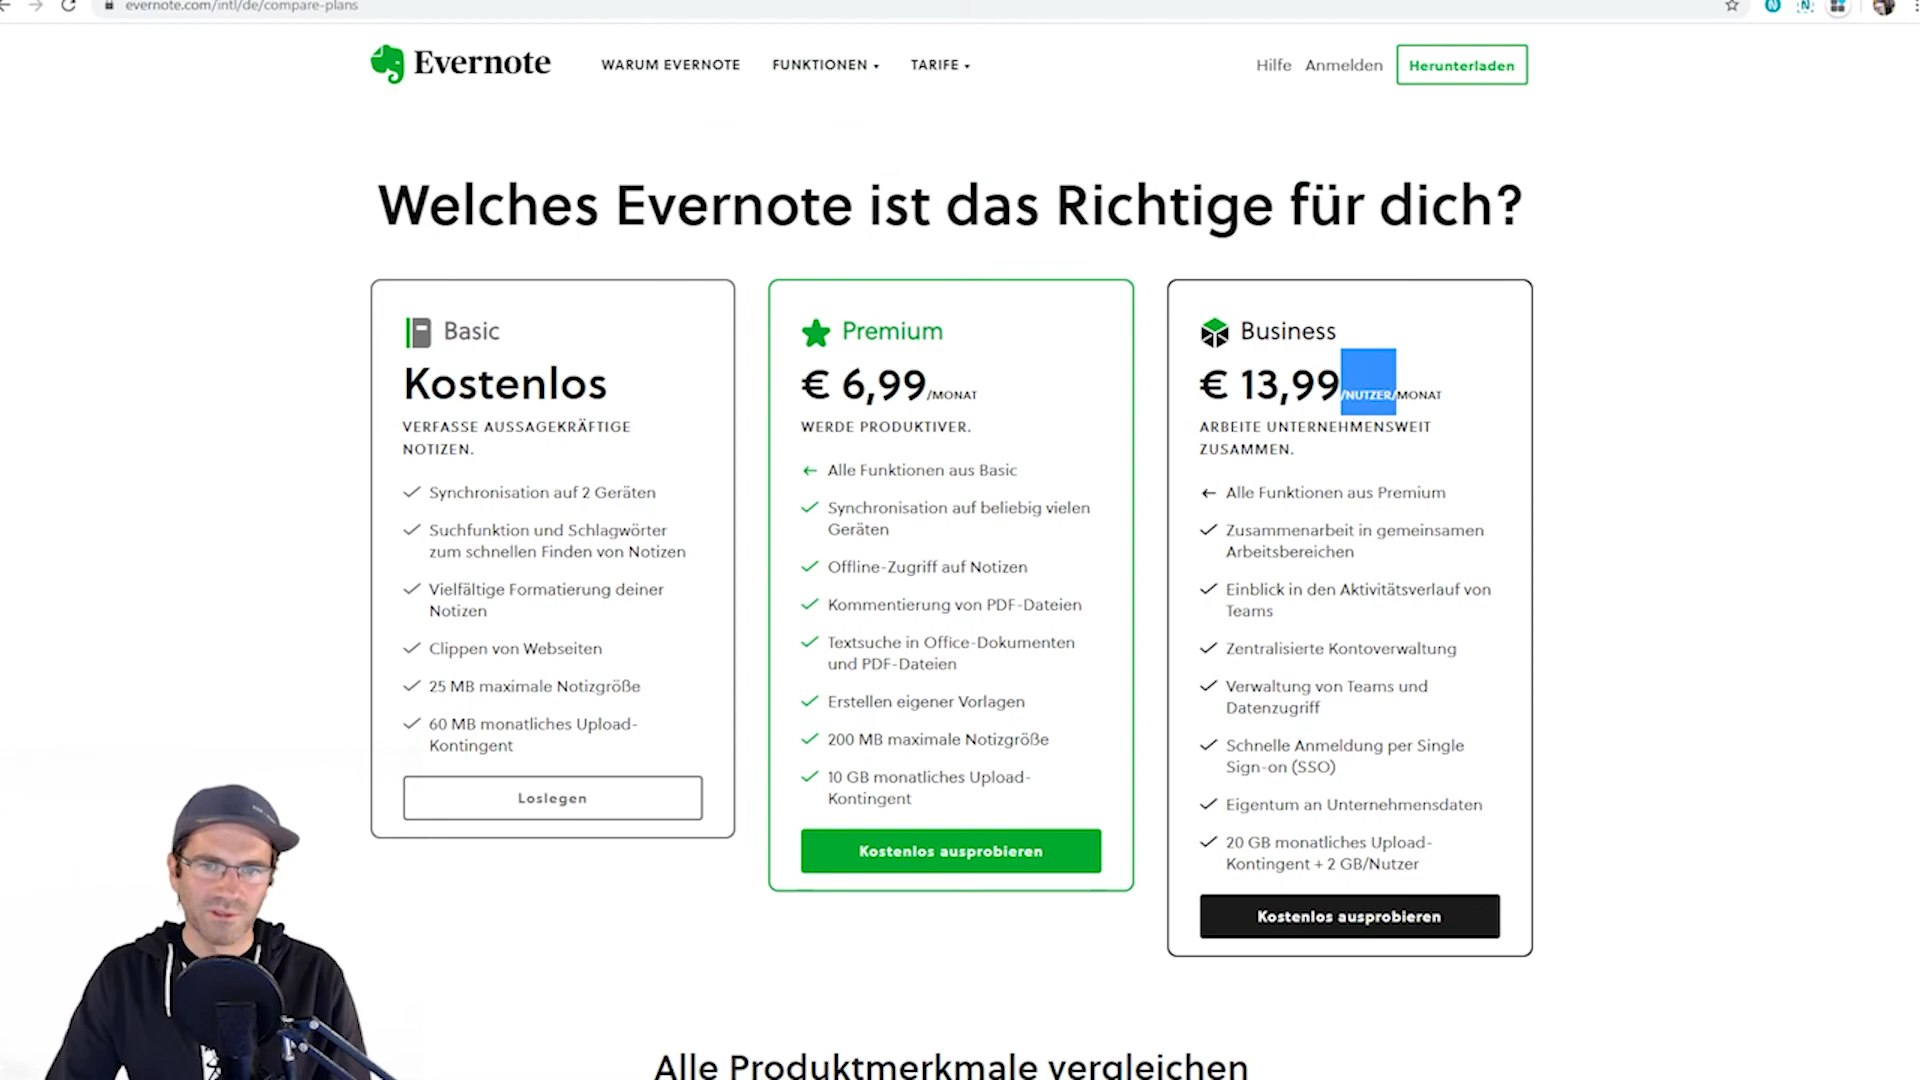 evernote.com/intl/de/compare-plans
Evernote
WARUM EVERNOTE
FUNKTIONEN
TARIFE
Hilfe
Anmelden
Herunterladen
Welches Evernote ist das Richtige für dich?
Basic
Kostenlos
VERFASSE AUSSAGEKRÄFTIGE
NOTIZEN.
Synchronisation auf 2 Geräten
Suchfunktion und Schlagwörter
zum schnellen Finden von Notizen
Vielfältige Formatierung deiner
Notizen
Clippen von Webseiten
25 MB maximale Notizgröße
60 MB monatliches Upload-
Kontingent
Loslegen
Premium
€ 6,99/MONAT
WERDE PRODUKTIVER.
Alle Funktionen aus Basic
Synchronisation auf beliebig vielen
Geräten
Offline-Zugriff auf Notizen
Kommentierung von PDF-Dateien
Textsuche in Office-Dokumenten
und PDF-Dateien
Erstellen eigener Vorlagen
200 MB maximale Notizgröße
10 GB monatliches Upload-
Kontingent
Kostenlos ausprobieren
Business
€ 13,99/NUTZER/MONAT
ARBEITE UNTERNEHMENSWEIT
ZUSAMMEN.
Alle Funktionen aus Premium
Zusammenarbeit in gemeinsamen
Arbeitsbereichen
Einblick in den Aktivitätsverlauf von
Teams
Zentralisierte Kontoverwaltung
Verwaltung von Teams und
Datenzugriff
Schnelle Anmeldung per Single
Sign-on (SSO)
Eigentum an Unternehmensdaten
20 GB monatliches Upload-
Kontingent + 2 GB/Nutzer
Kostenlos ausprobieren
Alle Produktmerkmale vergleichen